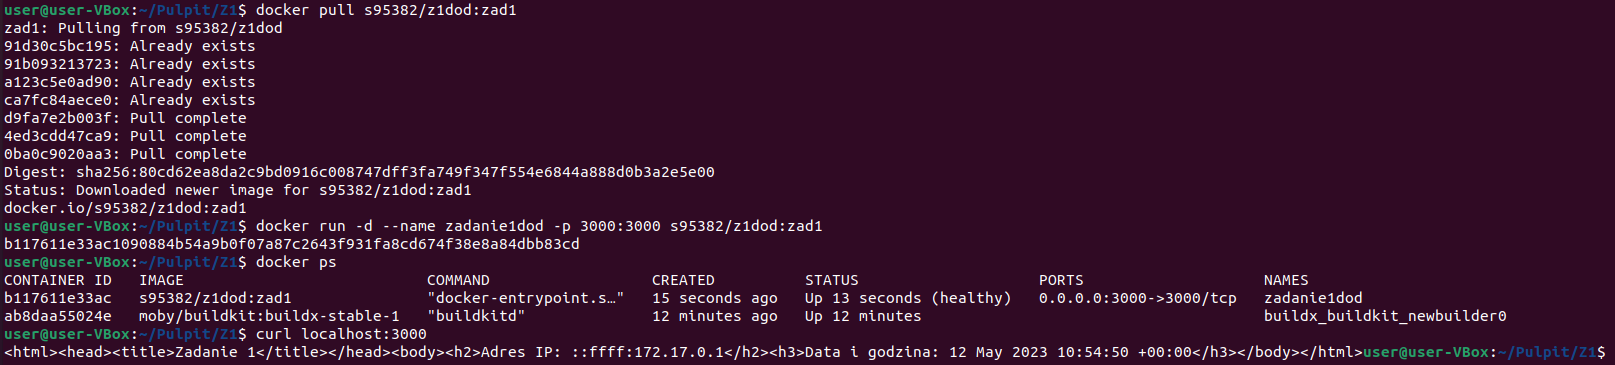 user@user-VBox:~/Pulpit/Z1$ docker pull s95382/z1dod:zad1
zad1: Pulling from s95382/z1dod
91d30c5bc195: Already exists
91b093213723: Already exists
a123c5e0ad90: Already exists
ca7fc84aece0: Already exists
d9fa7e2b003f: Pull complete
4ed3cdd47ca9: Pull complete
0ba0c9020aa3: Pull complete
Digest: sha256:80cd62ea8da2c9bd0916c008747dff3fa749f347f554e6844a888d0b3a2e5e00
Status: Downloaded newer image for s95382/z1dod:zad1
docker.io/s95382/z1dod:zad1
user@user-VBox:~/Pulpit/Z1$ docker run -d --name zadanie1dod -p 3000:3000 s95382/z1dod:zad1
b117611e33ac1090884b54a9b0f07a87c2643f931fa8cd674f38e8a84dbb83cd
user@user-VBox:~/Pulpit/Z1$ docker ps
CONTAINER ID   IMAGE                           COMMAND                  CREATED          STATUS                    PORTS                    NAMES
b117611e33ac   s95382/z1dod:zad1               "docker-entrypoint.s…"   15 seconds ago   Up 13 seconds (healthy)   0.0.0.0:3000->3000/tcp   zadanie1dod
ab8daa55024e   moby/buildkit:buildx-stable-1   "buildkitd"              12 minutes ago   Up 12 minutes                                      buildx_buildkit_newbuilder0
user@user-VBox:~/Pulpit/Z1$ curl localhost:3000
<html><head><title>Zadanie 1</title></head><body><h2>Adres IP: ::ffff:172.17.0.1</h2><h3>Data i godzina: 12 May 2023 10:54:50 +00:00</h3></body></html>user@user-VBox:~/Pulpit/Z1$